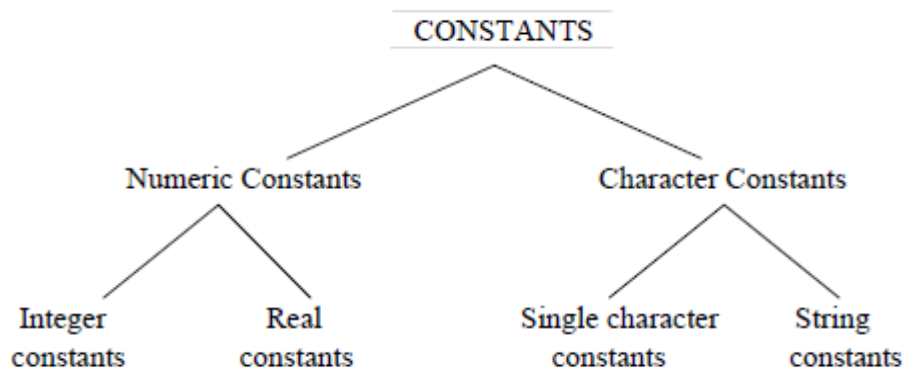 CONSTANTS
Numeric Constants
Character Constants
Integer
constants
Real
constants
Single character
constants
String
constants